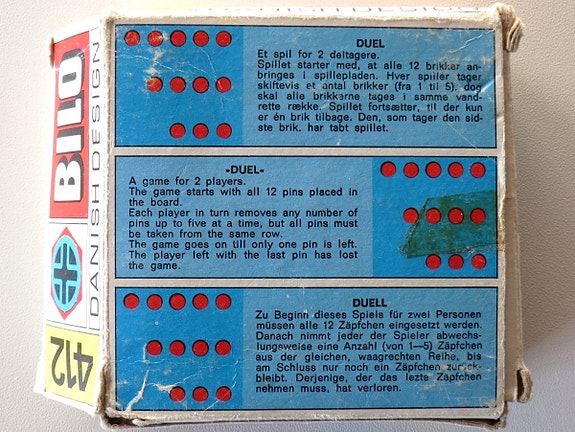 BILO
DANISH DESIGN
412
DUEL
Et spil for 2 deltagere.
Spillet starter med, at alle 12 brikker an-
bringes i spillepladen. Hver spiller tager
skiftevis et antal brikker (fra 1 til 5), dog
skal alle brikkerne tages i samme vand-
rette række. Spillet fortsætter, til der kun
er én brik tilbage. Den, som tager den sid-
ste brik, har tabt spillet.
-DUEL-
A game for 2 players.
The game starts with all 12 pins placed in
the board.
Each player in turn removes any number of
pins up to five at a time, but all pins must
be taken from the same row.
The game goes on till only one pin is left.
The player left with the last pin has lost
the game.
DUELL
Zu Beginn dieses Spiels für zwei Personen
müssen alle 12 Zäpfchen eingesetzt werden.
Danach nimmt jeder der Spieler abwechs-
lungsweise eine Anzahl (von 1—5) Zäpfchen
aus der gleichen, waagrechten Reihe, bis
am Schluss nur noch ein Zäpfchen zurück-
bleibt. Derjenige, der das lezte Zäpfchen
nehmen muss, hat verloren.